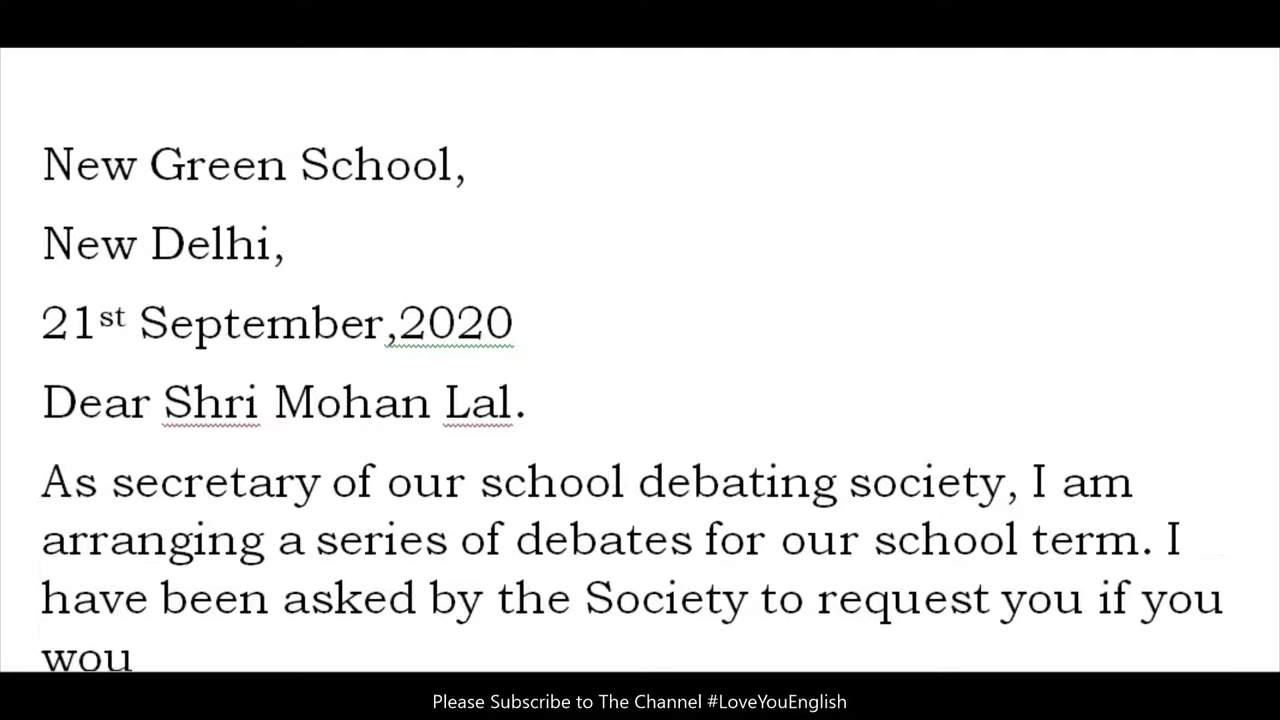 New Green School,
New Delhi,
21st September,2020
Dear Shri Mohan Lal.
As secretary of our school debating society, I am
arranging a series of debates for our school term. I
have been asked by the Society to request you if you
wou
Please Subscribe to The Channel #LoveYouEnglish